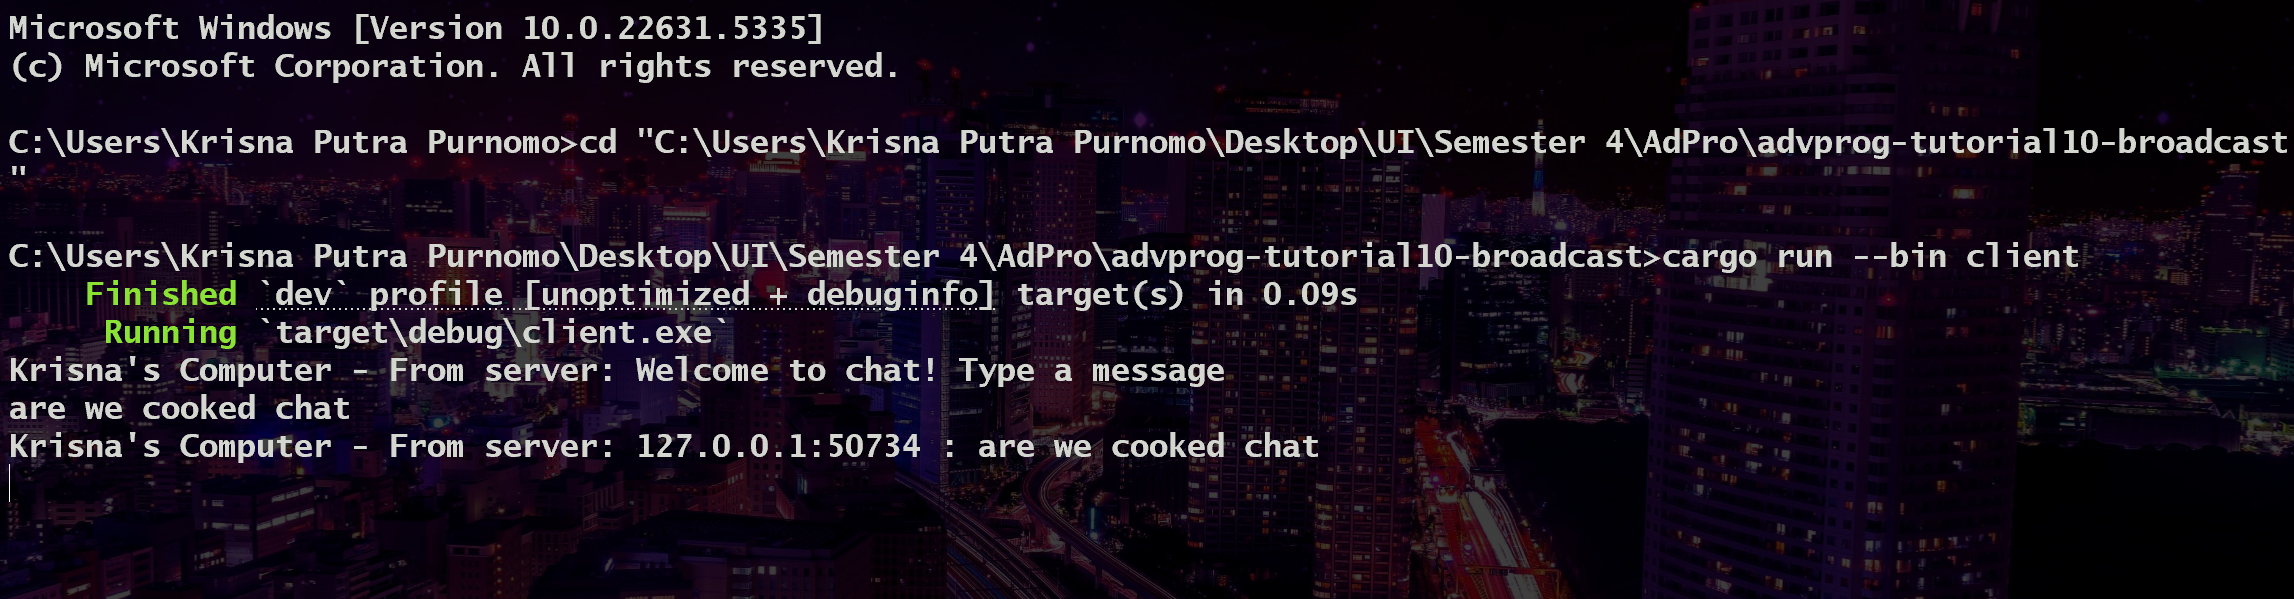 Microsoft Windows [Version 10.0.22631.5335]
(c) Microsoft Corporation. All rights reserved.
C:\Users\Krisna Putra Purnomo>cd "C:\Users\Krisna Putra Purnomo\Desktop\UI\Semester 4\AdPro\advprog-tutorial10-broadcast
"
C:\Users\Krisna Putra Purnomo\Desktop\UI\Semester 4\AdPro\advprog-tutorial10-broadcast>cargo run --bin client
    Finished `dev` profile [unoptimized + debuginfo] target(s) in 0.09s
     Running `target\debug\client.exe`
Krisna's Computer - From server: Welcome to chat! Type a message
are we cooked chat
Krisna's Computer - From server: 127.0.0.1:50734 : are we cooked chat